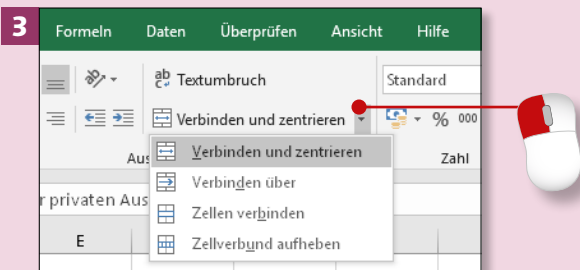 3
Formeln Daten Überprüfen Ansicht Hilfe
ab Textumbruch Standard
Verbinden und zentrieren % 000
Aus Zahl
Verbinden und zentrieren
Verbinden über
r privaten Aus
Zellen verbinden
E
Zellverbund aufheben